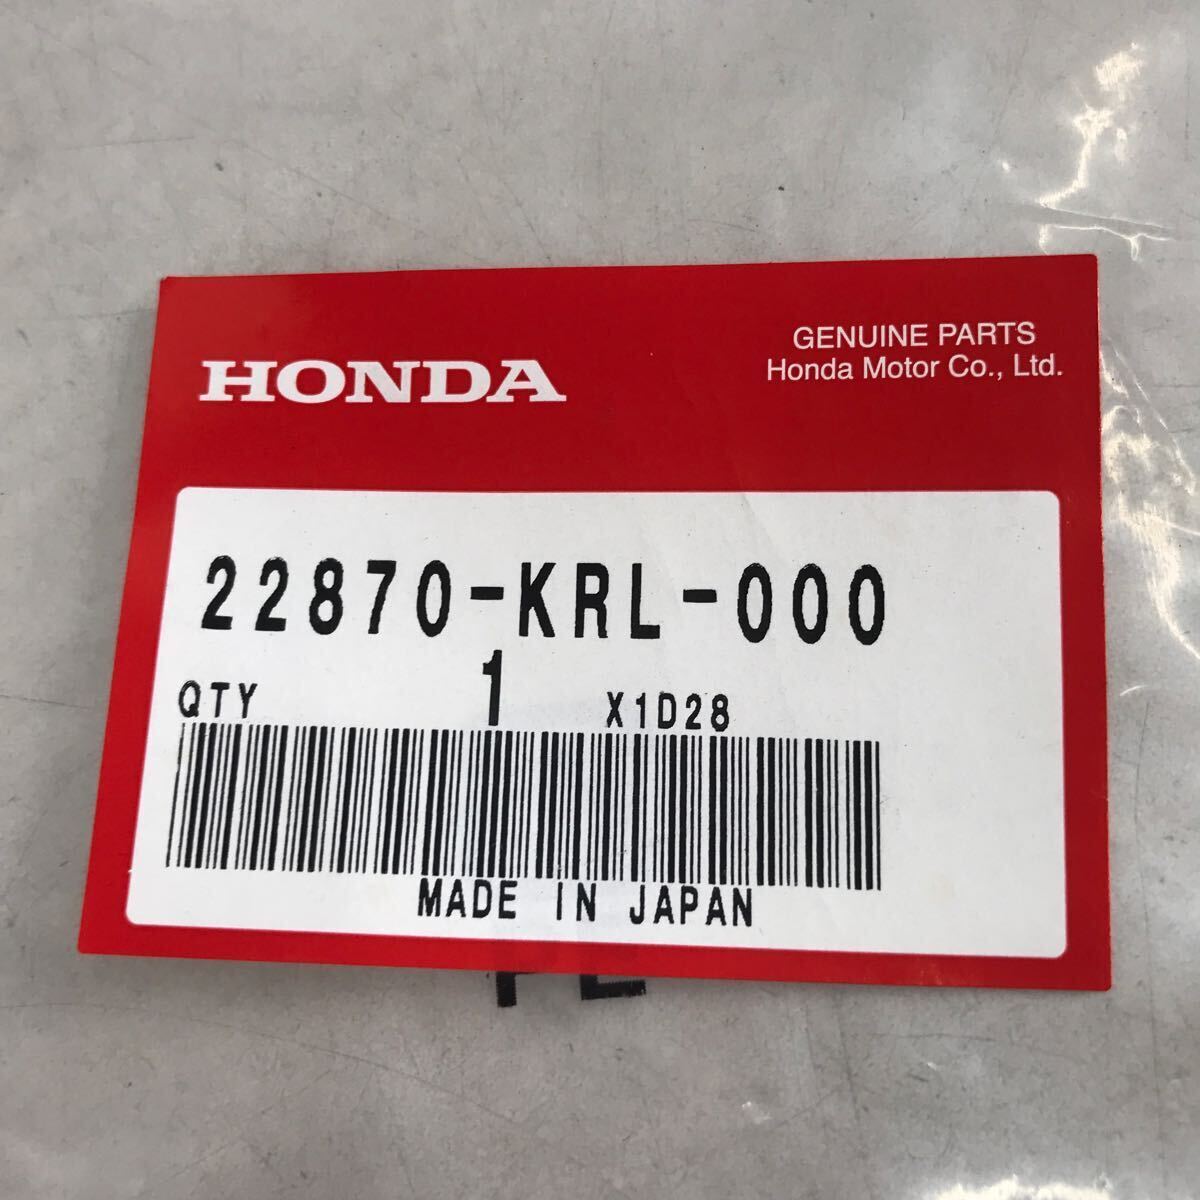 HONDA
GENUINE PARTS
Honda Motor Co., Ltd.
22870-KRL-000
QTY 1 X1D28
MADE IN JAPAN